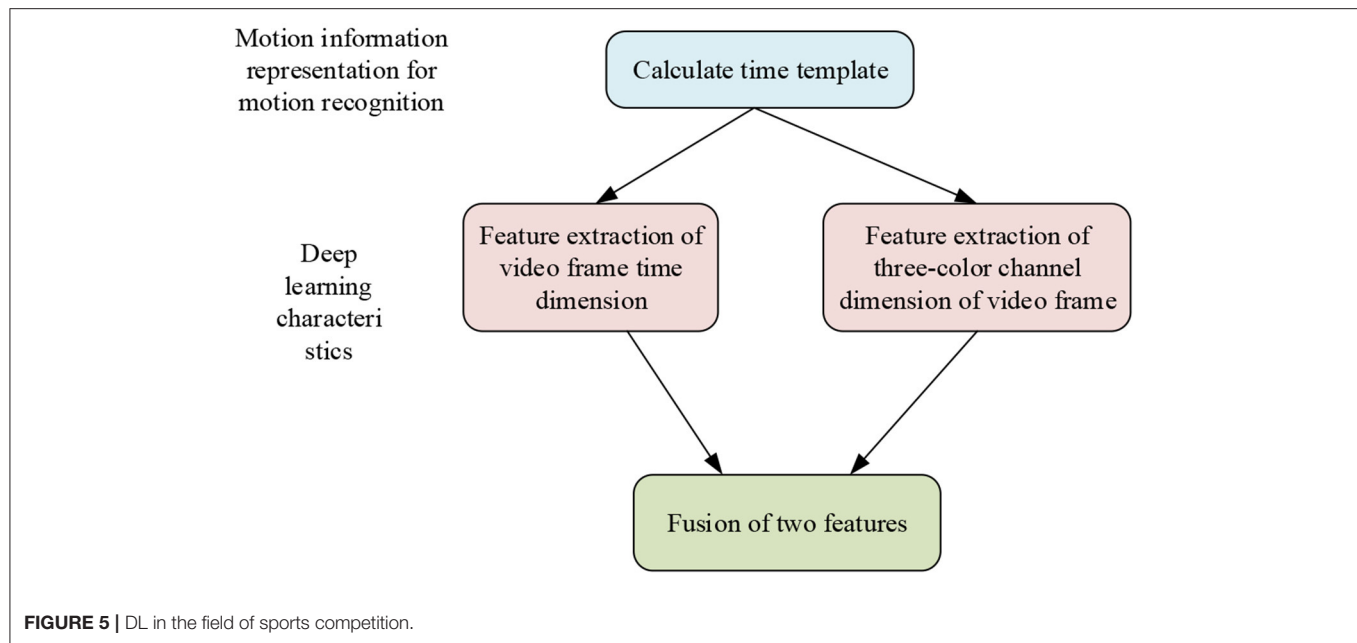 Motion information
representation for
motion recognition
Calculate time template
Deep
learning
characteri
stics
Feature extraction of
video frame time
dimension
Feature extraction of
three-color channel
dimension of video frame
Fusion of two features
FIGURE 5 | DL in the field of sports competition.